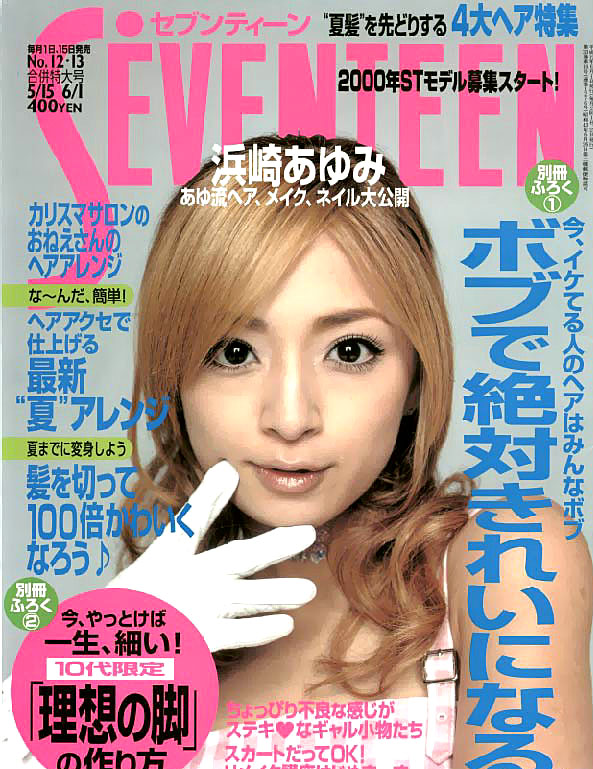 セブンティーン
"夏髪"を先どりする4大ヘア特集
毎月1日、15日発売
No.12・13
合併特大号
5/15 6/1
400YEN
SEVENTEEN
2000年STモデル募集スタート!
浜崎あゆみ
あゆ流ヘア、メイク、ネイル大公開
別冊
ふろく
①
今、イケてる人のヘアはみんなボブ
ボブで絶対きれいになる
カリスマサロンの
おねえさんの
ヘアアレンジ
な〜んだ、簡単!
ヘアアクセで
仕上げる
最新
"夏"アレンジ
夏までに変身しよう
髪を切って
100倍かわいく
なろう♪
別冊
ふろく
②
今、やっとけば
一生、細い!
10代限定
「理想の脚」
の作り方
ちょっぴり不良な感じが
ステキ♥なギャル小物たち
スカートだってOK!